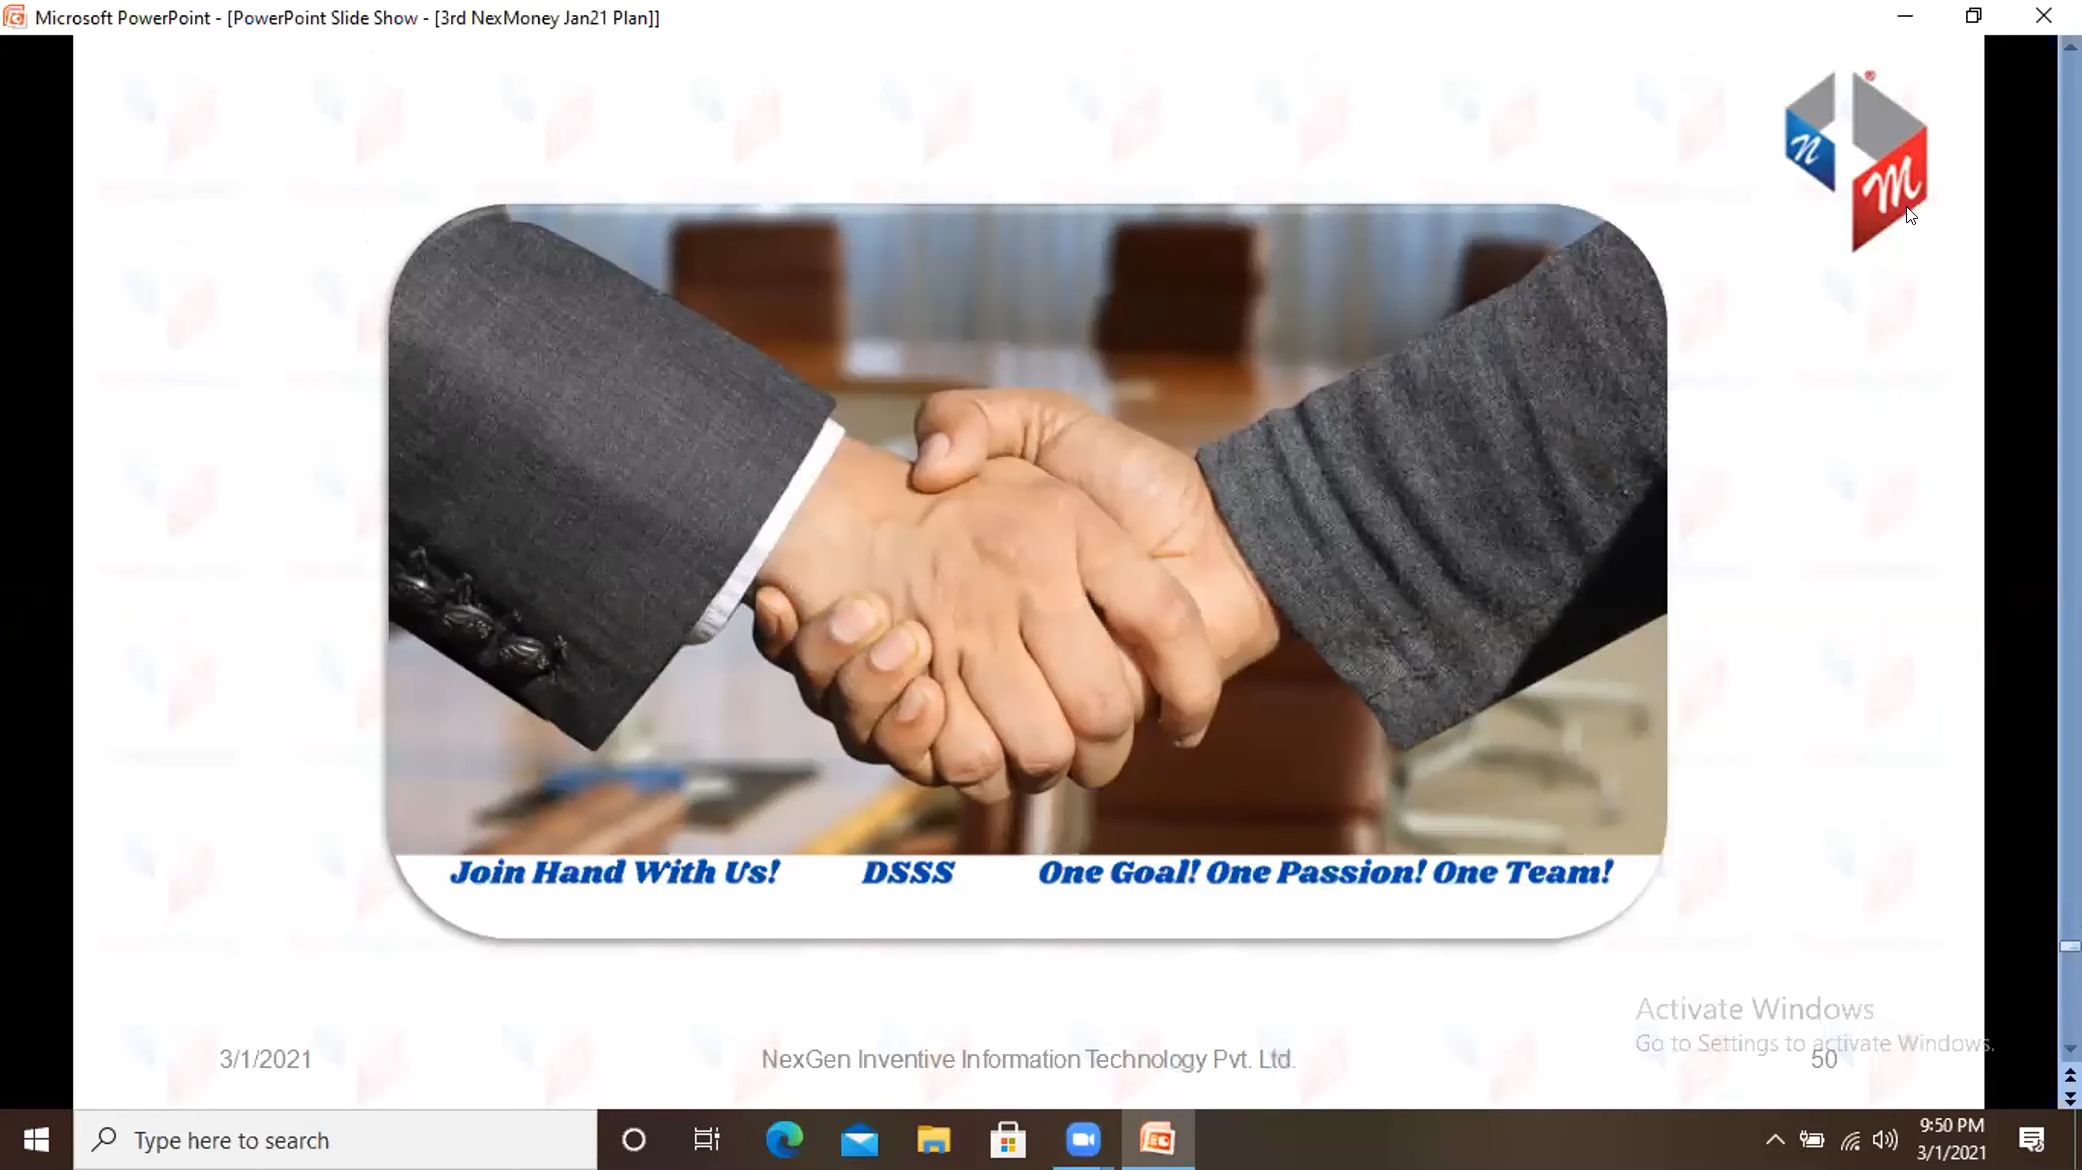 Microsoft PowerPoint - [PowerPoint Slide Show - [3rd NexMoney Jan21 Plan]]
n
m
Join Hand With Us! DSSS One Goal! One Passion! One Team!
Activate Windows
Go to Settings to activate Windows.
3/1/2021 NexGen Inventive Information Technology Pvt. Ltd. 50
Type here to search
9:50 PM
3/1/2021